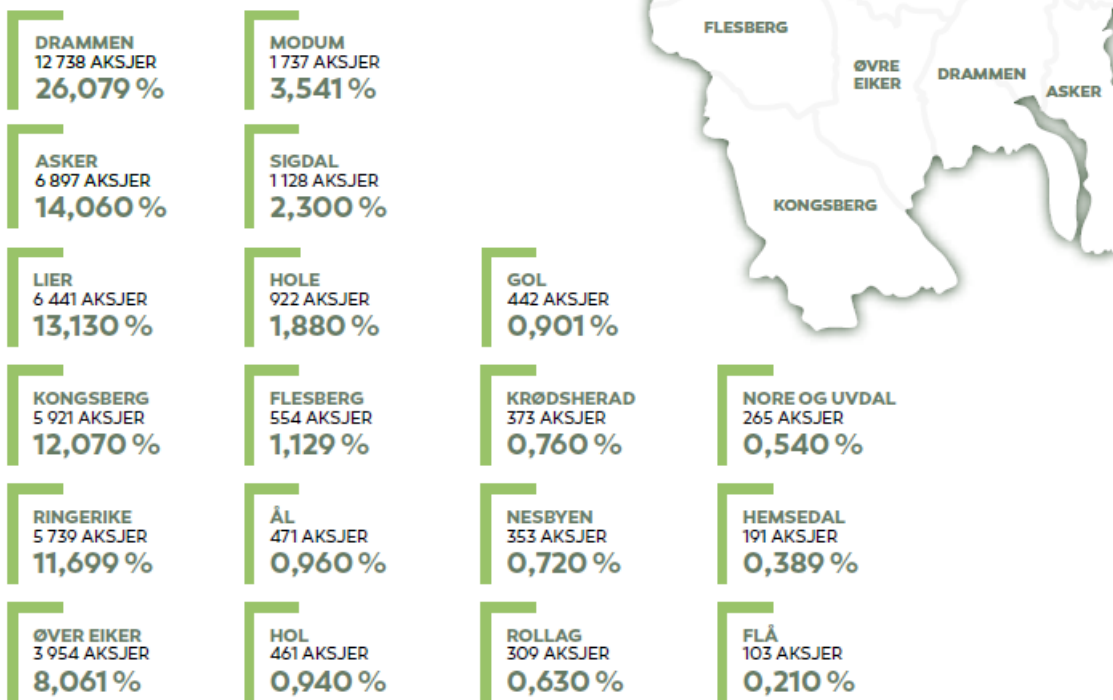 DRAMMEN
12 738 AKSJER
26,079 %
MODUM
1 737 AKSJER
3,541 %
ASKER
6 897 AKSJER
14,060 %
SIGDAL
1 128 AKSJER
2,300 %
LIER
6 441 AKSJER
13,130 %
HOLE
922 AKSJER
1,880 %
GOL
442 AKSJER
0,901 %
KONGSBERG
5 921 AKSJER
12,070 %
FLESBERG
554 AKSJER
1,129 %
KRØDSHERAD
373 AKSJER
0,760 %
NORE OG UVDAL
265 AKSJER
0,540 %
RINGERIKE
5 739 AKSJER
11,699 %
ÅL
471 AKSJER
0,960 %
NESBYEN
353 AKSJER
0,720 %
HEMSEDAL
191 AKSJER
0,389 %
ØVER EIKER
3 954 AKSJER
8,061 %
HOL
461 AKSJER
0,940 %
ROLLAG
309 AKSJER
0,630 %
FLÅ
103 AKSJER
0,210 %
FLESBERG
ØVRE
EIKER
DRAMMEN
ASKER
KONGSBERG